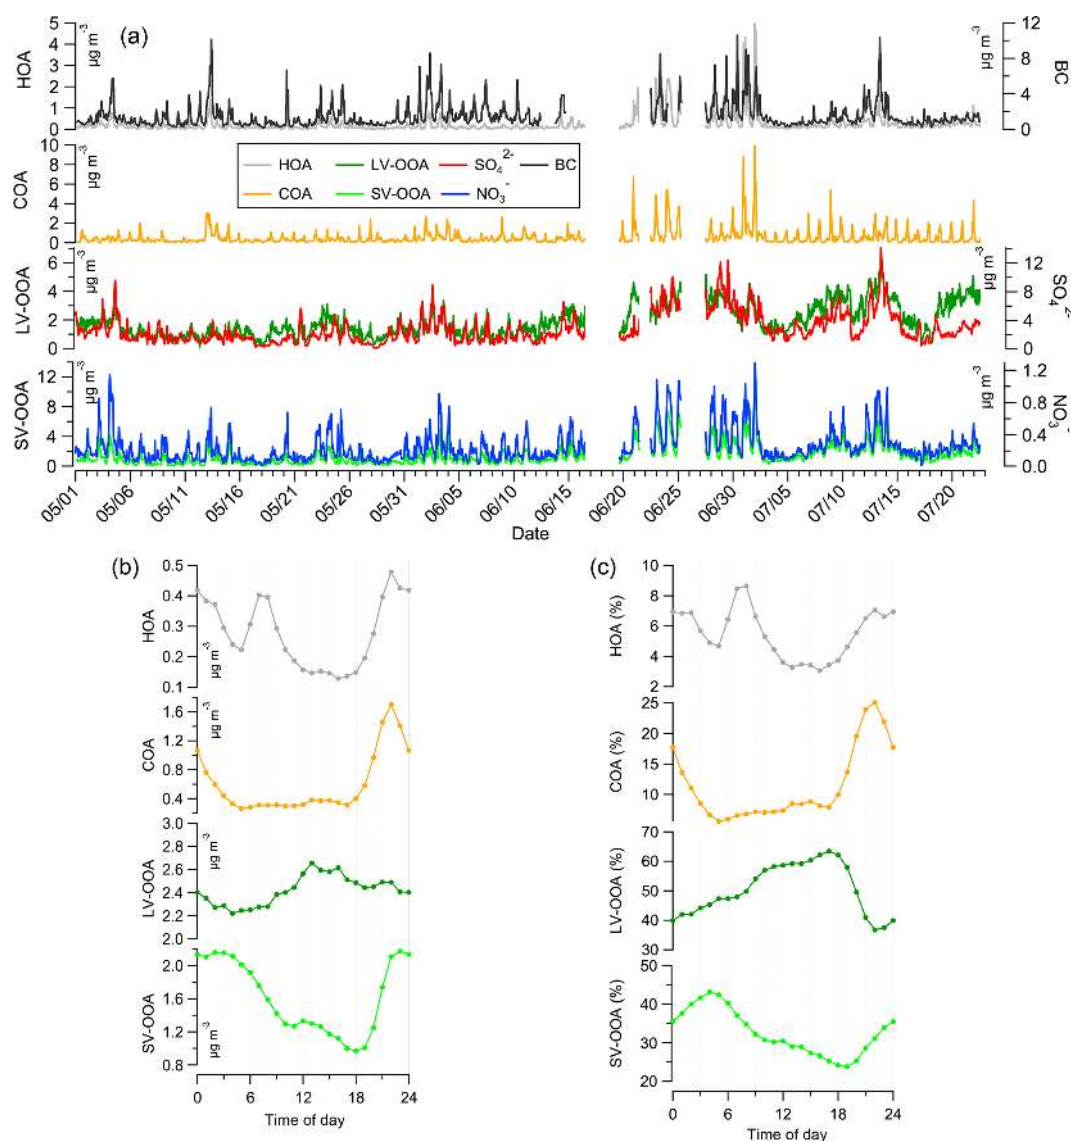 (a)
HOA
5
4
3
2
1
0
µg m⁻³
12
8
4
0
µg m⁻³
BC
HOA LV-OOA SO₄²⁻ BC
COA SV-OOA NO₃⁻
COA
10
8
6
4
2
0
µg m⁻³
LV-OOA
6
4
2
0
µg m⁻³
12
8
4
0
µg m⁻³
SO₄²⁻
SV-OOA
12
8
4
0
µg m⁻³
1.2
0.8
0.4
0.0
µg m⁻³
NO₃⁻
05/01 05/06 05/11 05/16 05/21 05/26 05/31 06/05 06/10 06/15 06/20 06/25 06/30 07/05 07/10 07/15 07/20
Date
(b)
HOA
0.5
0.4
0.3
0.2
0.1
µg m⁻³
COA
1.6
1.2
0.8
0.4
µg m⁻³
LV-OOA
3.0
2.8
2.6
2.4
2.2
2.0
µg m⁻³
SV-OOA
2.0
1.6
1.2
0.8
µg m⁻³
0 6 12 18 24
Time of day
(c)
HOA (%)
10
8
6
4
2
COA (%)
25
20
15
10
LV-OOA (%)
70
60
50
40
30
SV-OOA (%)
50
40
30
20
0 6 12 18 24
Time of day